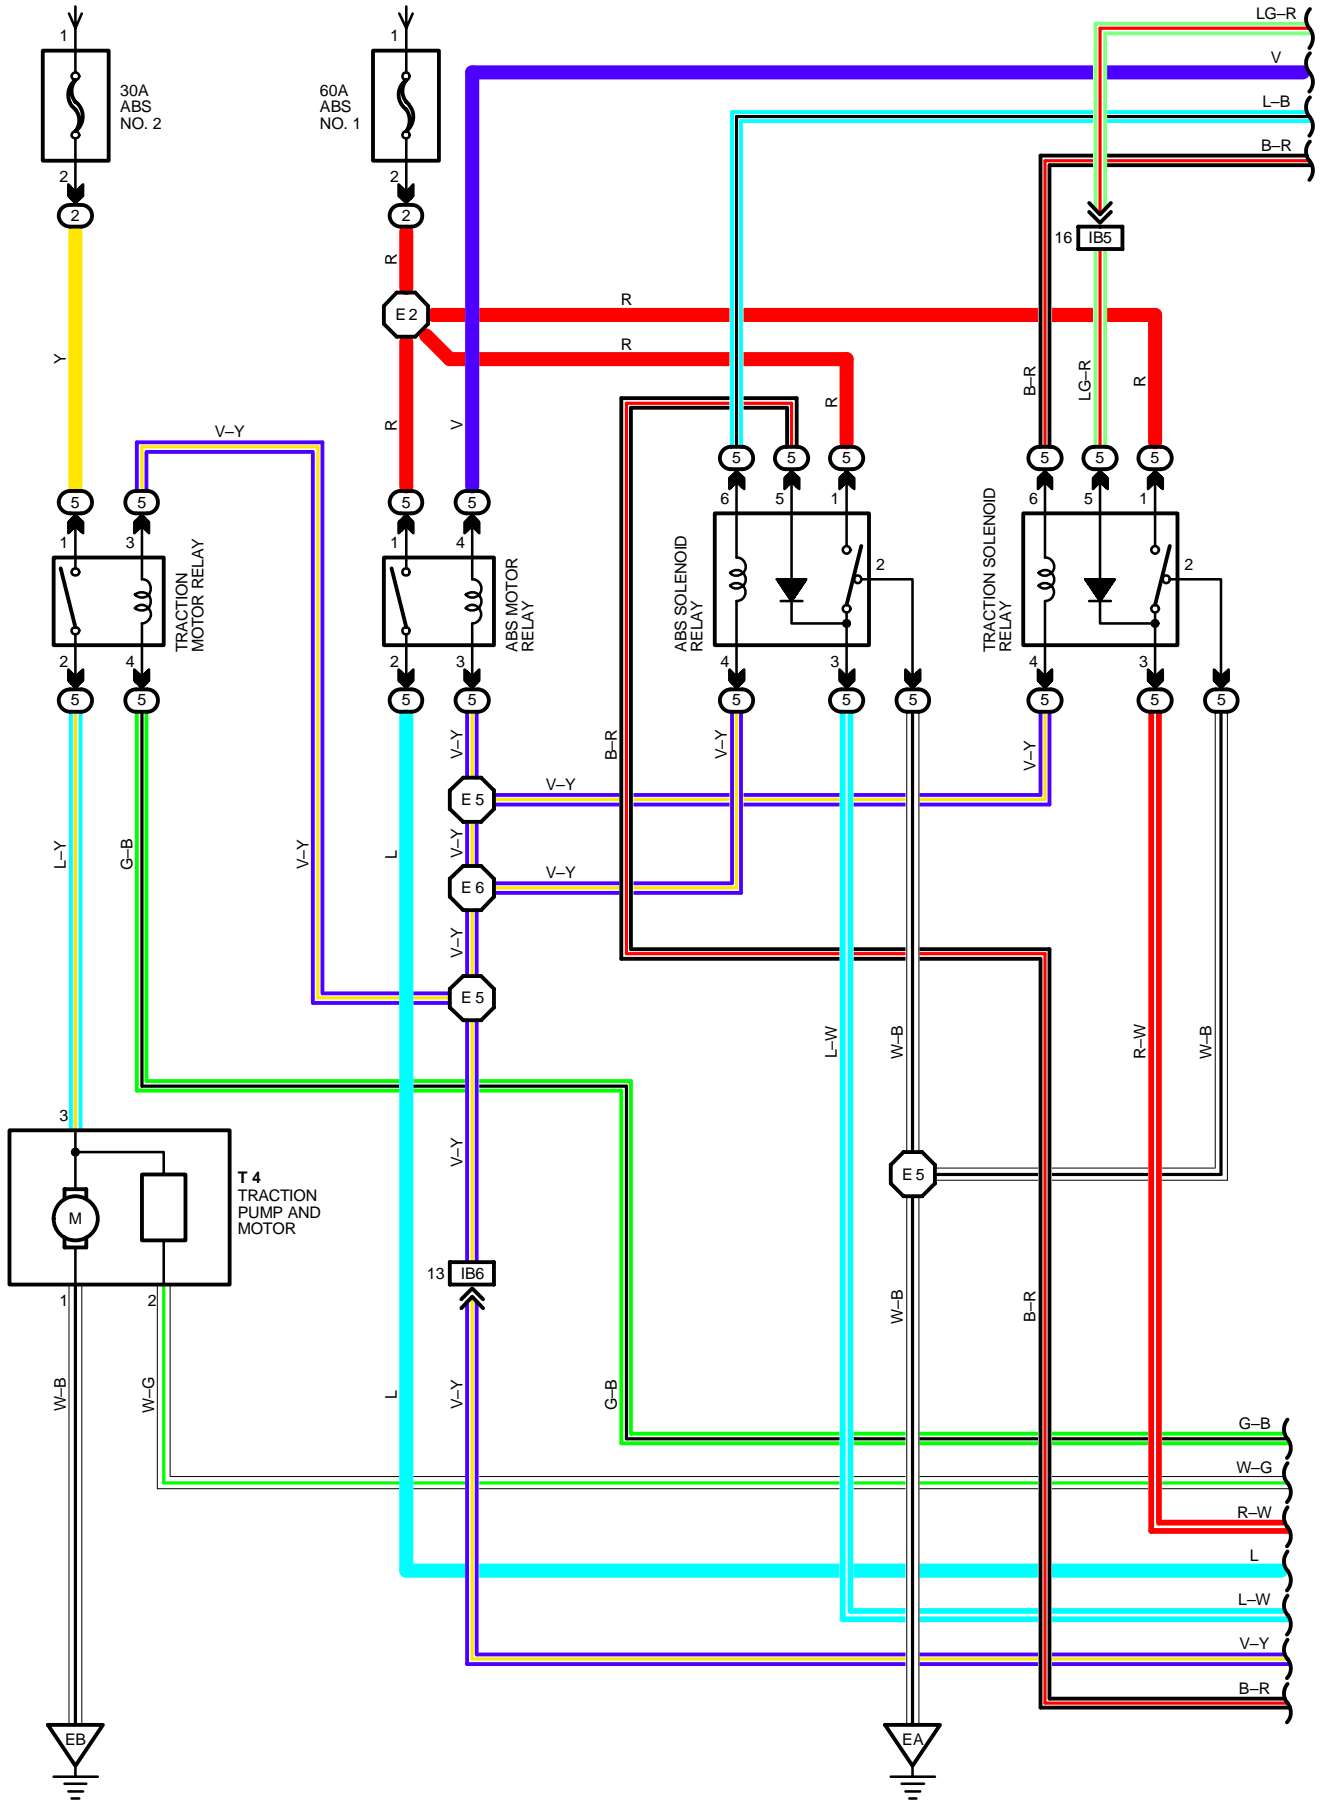 LG–R
1
1
V
30A
ABS
NO. 2
60A
ABS
NO. 1
L–B
B–R
2
2
2
2
16
IB5
R
E 2
R
R
Y
R
V
R
B–R
LG–R
R
V–Y
5
5
5
5
5
5
5
5
5
5
6
5
1
6
5
1
1
3
1
4
2
2
TRACTION
MOTOR RELAY
ABS MOTOR
RELAY
ABS SOLENOID
RELAY
TRACTION SOLENOID
RELAY
2
4
2
3
4
3
4
3
5
5
5
5
5
5
5
5
5
5
V–Y
B–R
V–Y
V–Y
E 5
V–Y
L–Y
G–B
V–Y
L
V–Y
E 6
V–Y
V–Y
E 5
L–W
W–B
R–W
W–B
3
V–Y
E 5
T 4
TRACTION
PUMP AND
MOTOR
M
13
IB6
1
2
W–B
B–R
W–B
W–G
L
V–Y
G–B
G–B
W–G
R–W
L
L–W
V–Y
B–R
EB
EA